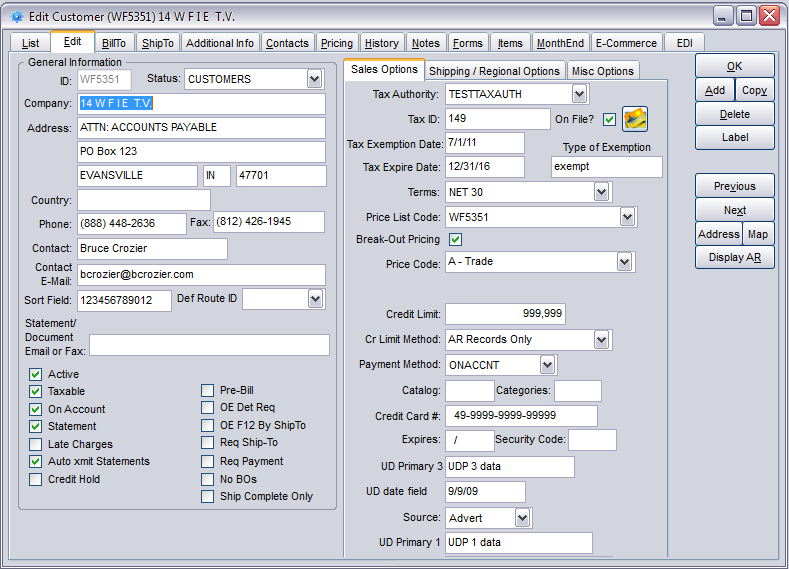 Edit Customer (WF5351) 14 W F I E  T.V.
List Edit BillTo ShipTo Additional Info Contacts Pricing History Notes Forms Items MonthEnd E-Commerce EDI
General Information
ID: WF5351 Status: CUSTOMERS
Company: 14 W F I E  T.V.
Address: ATTN: ACCOUNTS PAYABLE
PO Box 123
EVANSVILLE IN 47701
Country:
Phone: (888) 448-2636 Fax: (812) 426-1945
Contact: Bruce Crozier
Contact
E-Mail: bcrozier@bcrozier.com
Sort Field: 123456789012 Def Route ID
Statement/
Document
Email or Fax:
Active
Taxable
On Account
Statement
Late Charges
Auto xmit Statements
Credit Hold
Pre-Bill
OE Det Req
OE F12 By ShipTo
Req Ship-To
Req Payment
No BOs
Ship Complete Only
Sales Options Shipping / Regional Options Misc Options
Tax Authority: TESTTAXAUTH
Tax ID: 149 On File?
Tax Exemption Date: 7/1/11 Type of Exemption
Tax Expire Date: 12/31/16 exempt
Terms: NET 30
Price List Code: WF5351
Break-Out Pricing
Price Code: A - Trade
Credit Limit: 999,999
Cr Limit Method: AR Records Only
Payment Method: ONACCNT
Catalog: Categories:
Credit Card #: 49-9999-9999-99999
Expires: / Security Code:
UD Primary 3 UDP 3 data
UD date field 9/9/09
Source: Advert
UD Primary 1 UDP 1 data
OK
Add Copy
Delete
Label
Previous
Next
Address Map
Display AR